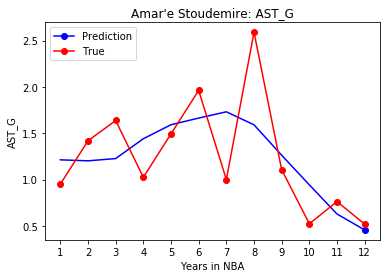 Amar'e Stoudemire: AST_G
Prediction
True
AST_G
2.5
2.0
1.5
1.0
0.5
1 2 3 4 5 6 7 8 9 10 11 12
Years in NBA